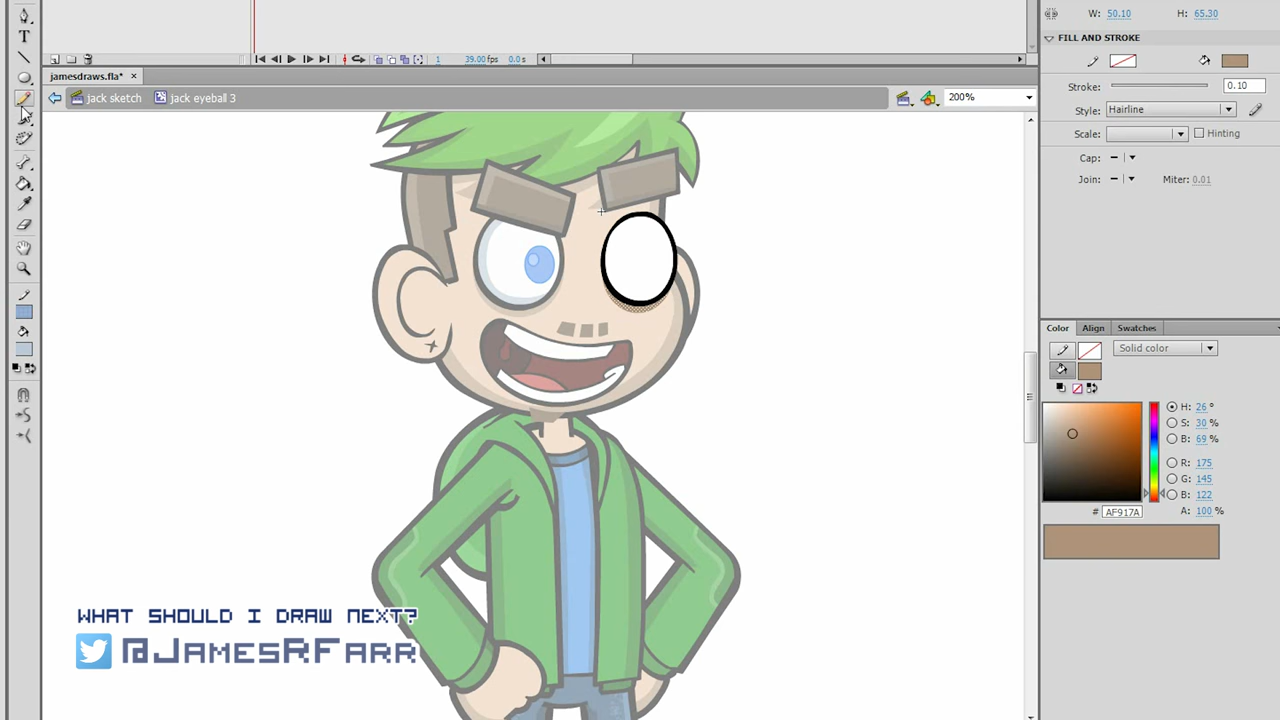 W: 50.10 H: 65.30
FILL AND STROKE
T
1 39.00 fps 0.0 s
jamesdraws.fla* ×
Stroke: 0.10
jack sketch jack eyeball 3 200%
Style: Hairline
Scale: Hinting
Cap:
Join: Miter: 0.01
Color Align Swatches
Solid color
H: 26 °
S: 30 %
B: 69 %
R: 175
G: 145
B: 122
# AF917A A: 100 %
WHAT SHOULD I DRAW NEXT?
@JamesRFarr